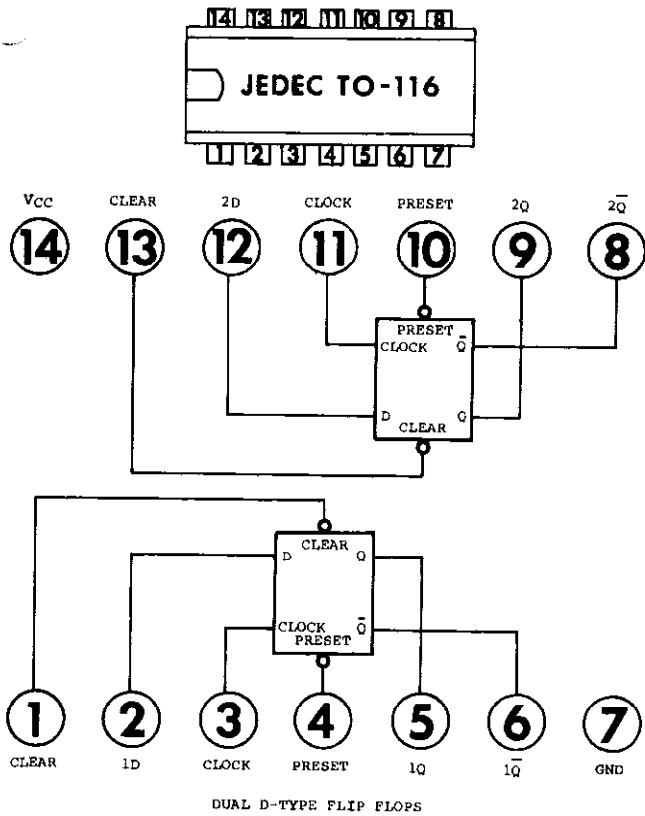 14 13 12 11 10 9 8
JEDEC TO-116
1 2 3 4 5 6 7
VCC CLEAR 2D CLOCK PRESET 2Q 2Q̅
14 13 12 11 10 9 8
PRESET
CLOCK Q̅
D Q
CLEAR
CLEAR
D Q
CLOCK Q̅
PRESET
1 2 3 4 5 6 7
CLEAR 1D CLOCK PRESET 1Q 1Q̅ GND
DUAL D-TYPE FLIP FLOPS